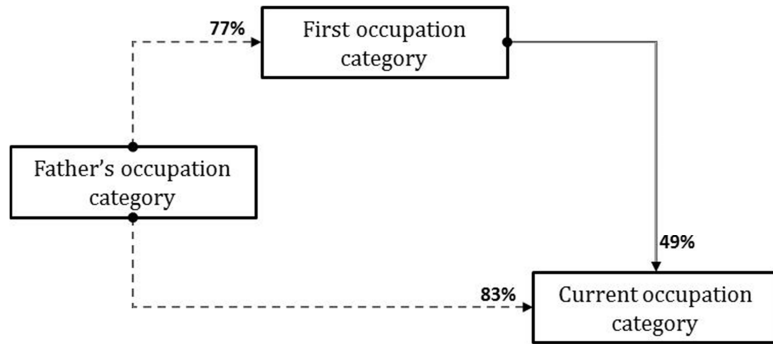 77%
First occupation
category
Father's occupation
category
49%
83%
Current occupation
category